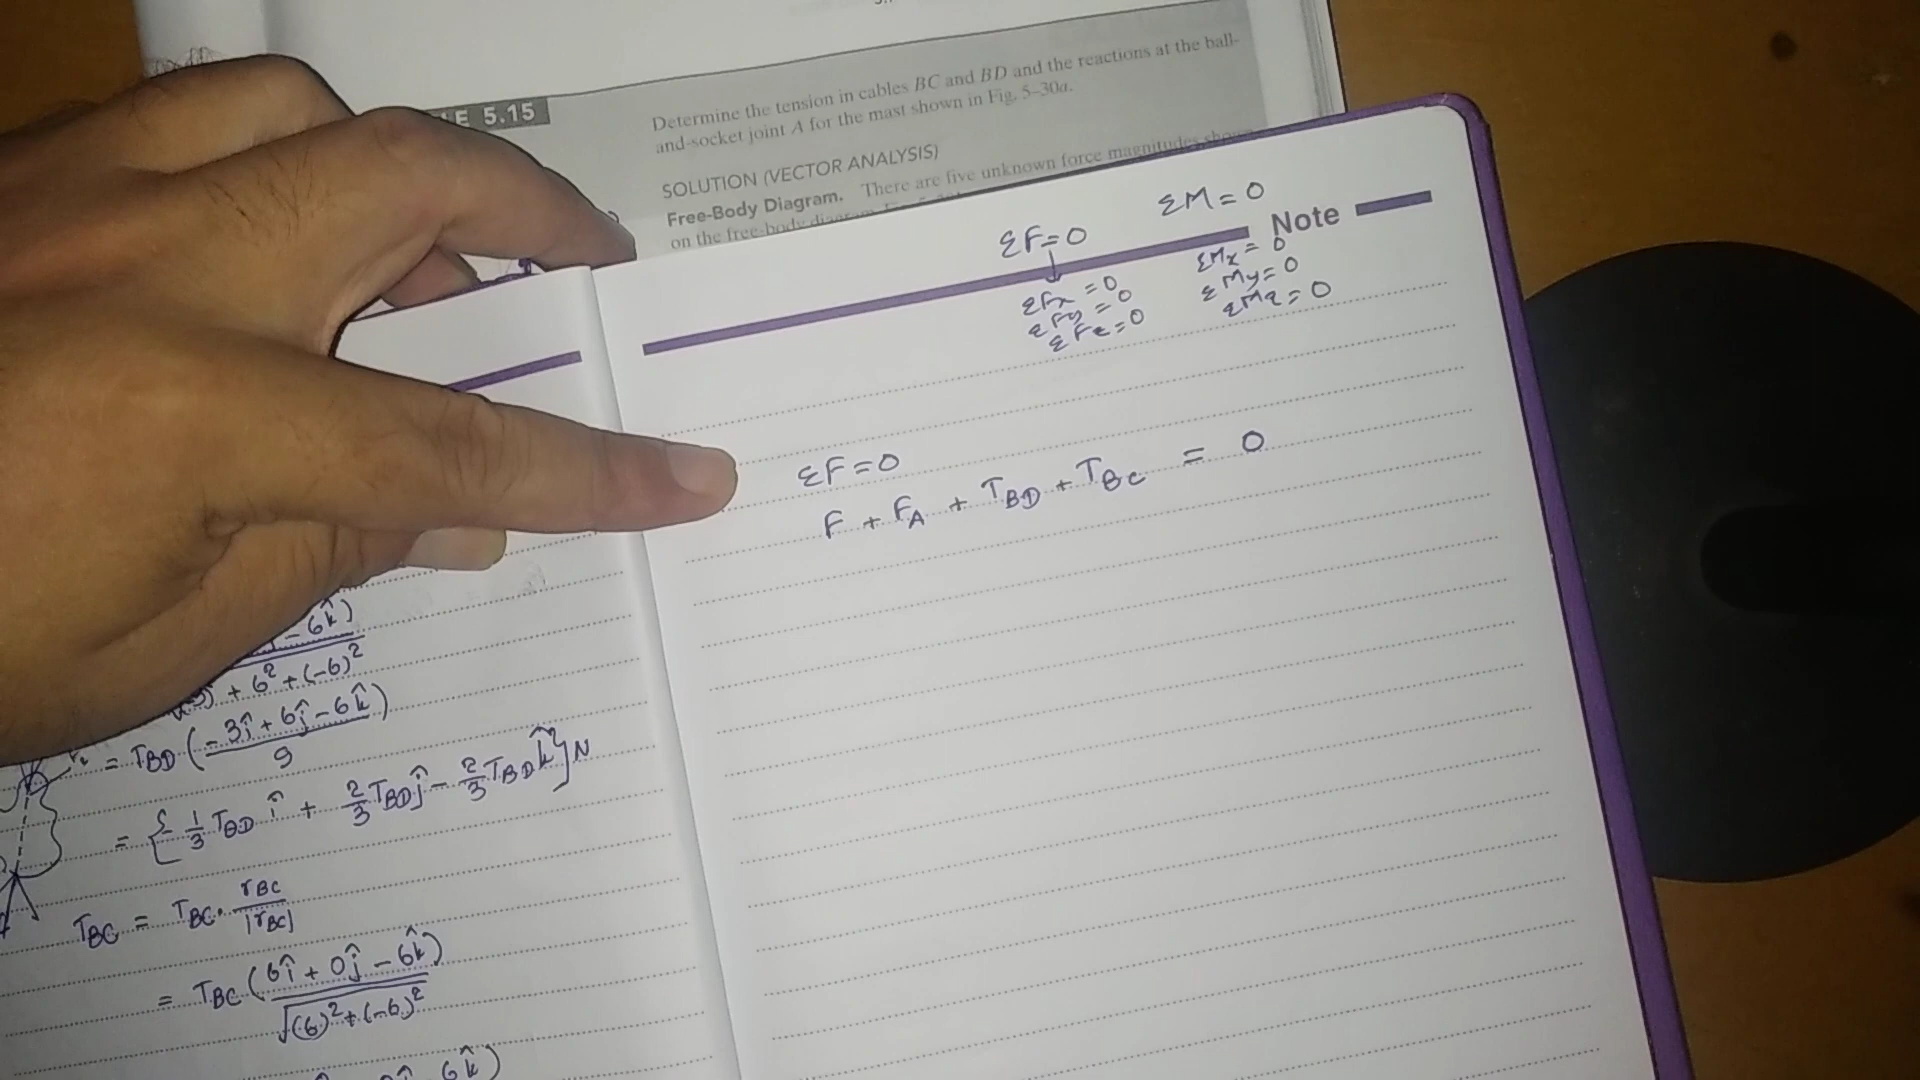 E 5.15
Determine the tension in cables BC and BD and the reactions at the ball-
and-socket joint A for the mast shown in Fig. 5–30a.
SOLUTION (VECTOR ANALYSIS)
Free-Body Diagram. There are five unknown force magnitudes shown
on the free-body diagram
Note
ΣF=0
ΣM=0
ΣFx=0
ΣFy=0
ΣFz=0
ΣMx=0
ΣMy=0
ΣMz=0
ΣF=0
F + FA + TBD + TBC = 0
-6k̂)
+ 6² + (-6)²
= TBD (-3î + 6ĵ - 6k̂)
9
= {-1/3 TBD î + 2/3 TBD ĵ - 2/3 TBD k̂} N
TBC = TBC. rBC/|rBC|
= TBC (6î + 0ĵ - 6k̂)
√(6)²+(-6)²
6k̂)